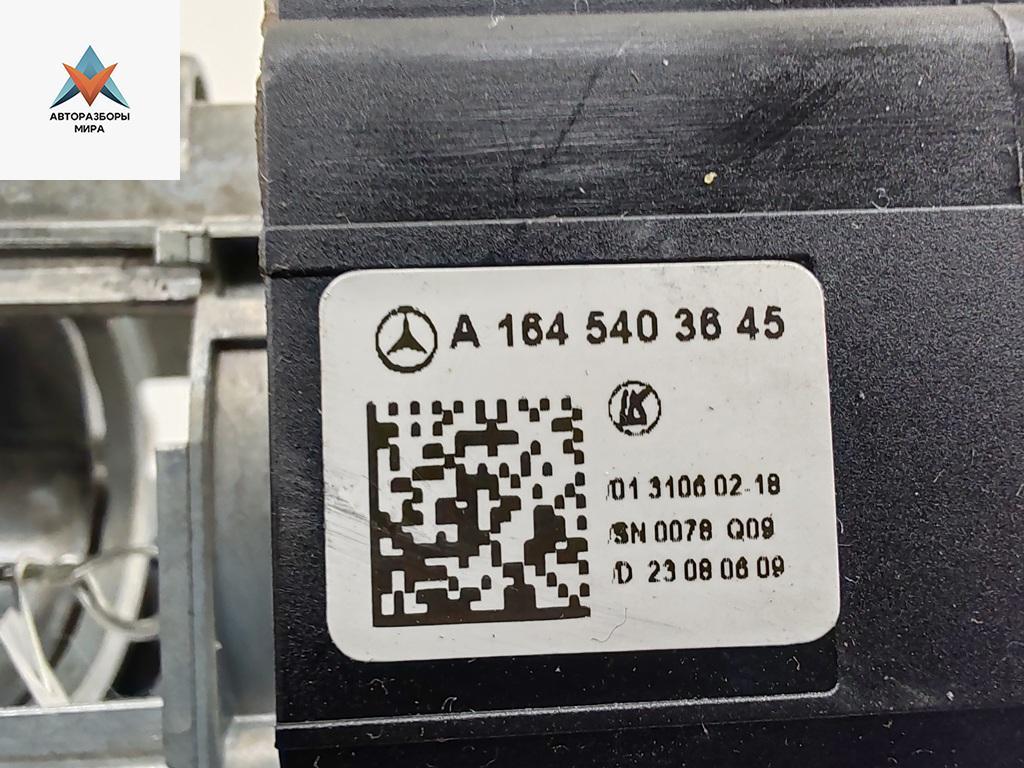 АВТОРАЗБОРЫ
МИРА
A 164 540 36 45
01 3106 02-18
SN 0078 Q09
D 23 08 06 09